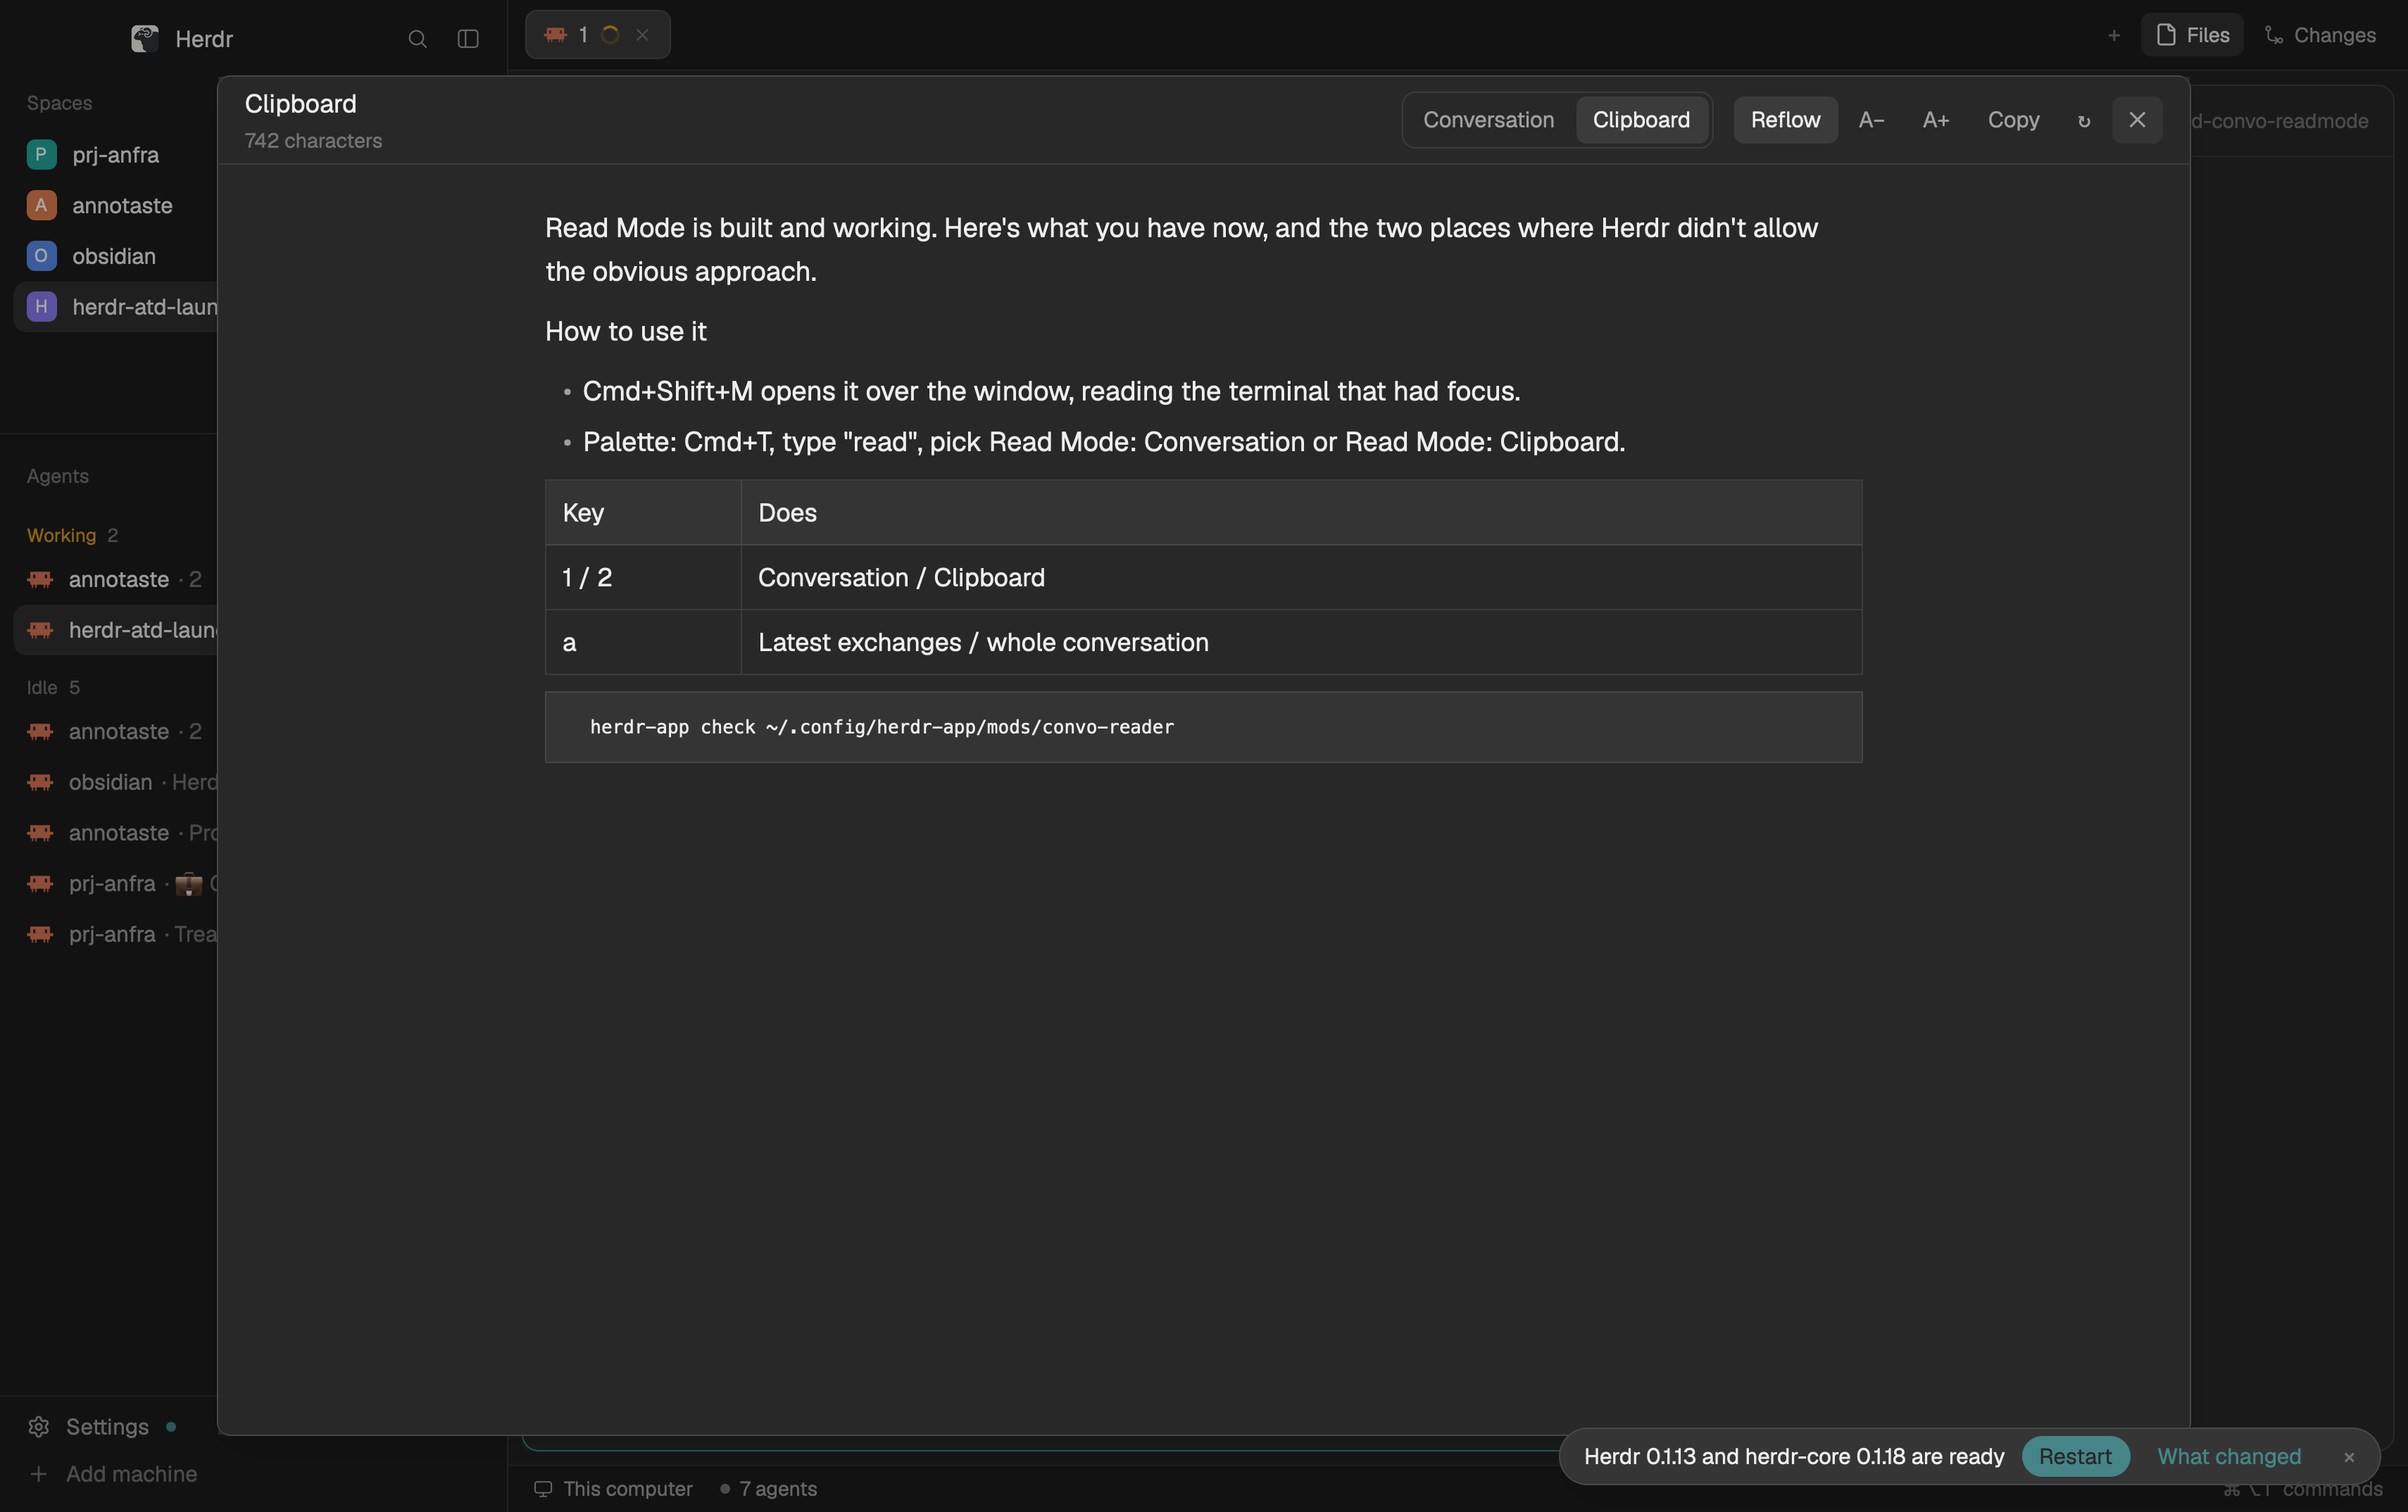 Herdr
1
Files
Changes
Clipboard
742 characters
Conversation
Clipboard
Reflow
A−
A+
Copy
d-convo-readmode
Spaces
P prj-anfra
A annotaste
O obsidian
H herdr-atd-laun
Agents
Working 2
annotaste · 2
herdr-atd-laun
Idle 5
annotaste · 2
obsidian · Herd
annotaste · Pro
prj-anfra ·
prj-anfra · Trea
Settings
+ Add machine
Read Mode is built and working. Here's what you have now, and the two places where Herdr didn't allow
the obvious approach.
How to use it
• Cmd+Shift+M opens it over the window, reading the terminal that had focus.
• Palette: Cmd+T, type "read", pick Read Mode: Conversation or Read Mode: Clipboard.
Key Does
1 / 2 Conversation / Clipboard
a Latest exchanges / whole conversation
herdr-app check ~/.config/herdr-app/mods/convo-reader
Herdr 0.1.13 and herdr-core 0.1.18 are ready
Restart
What changed
This computer
7 agents
commands